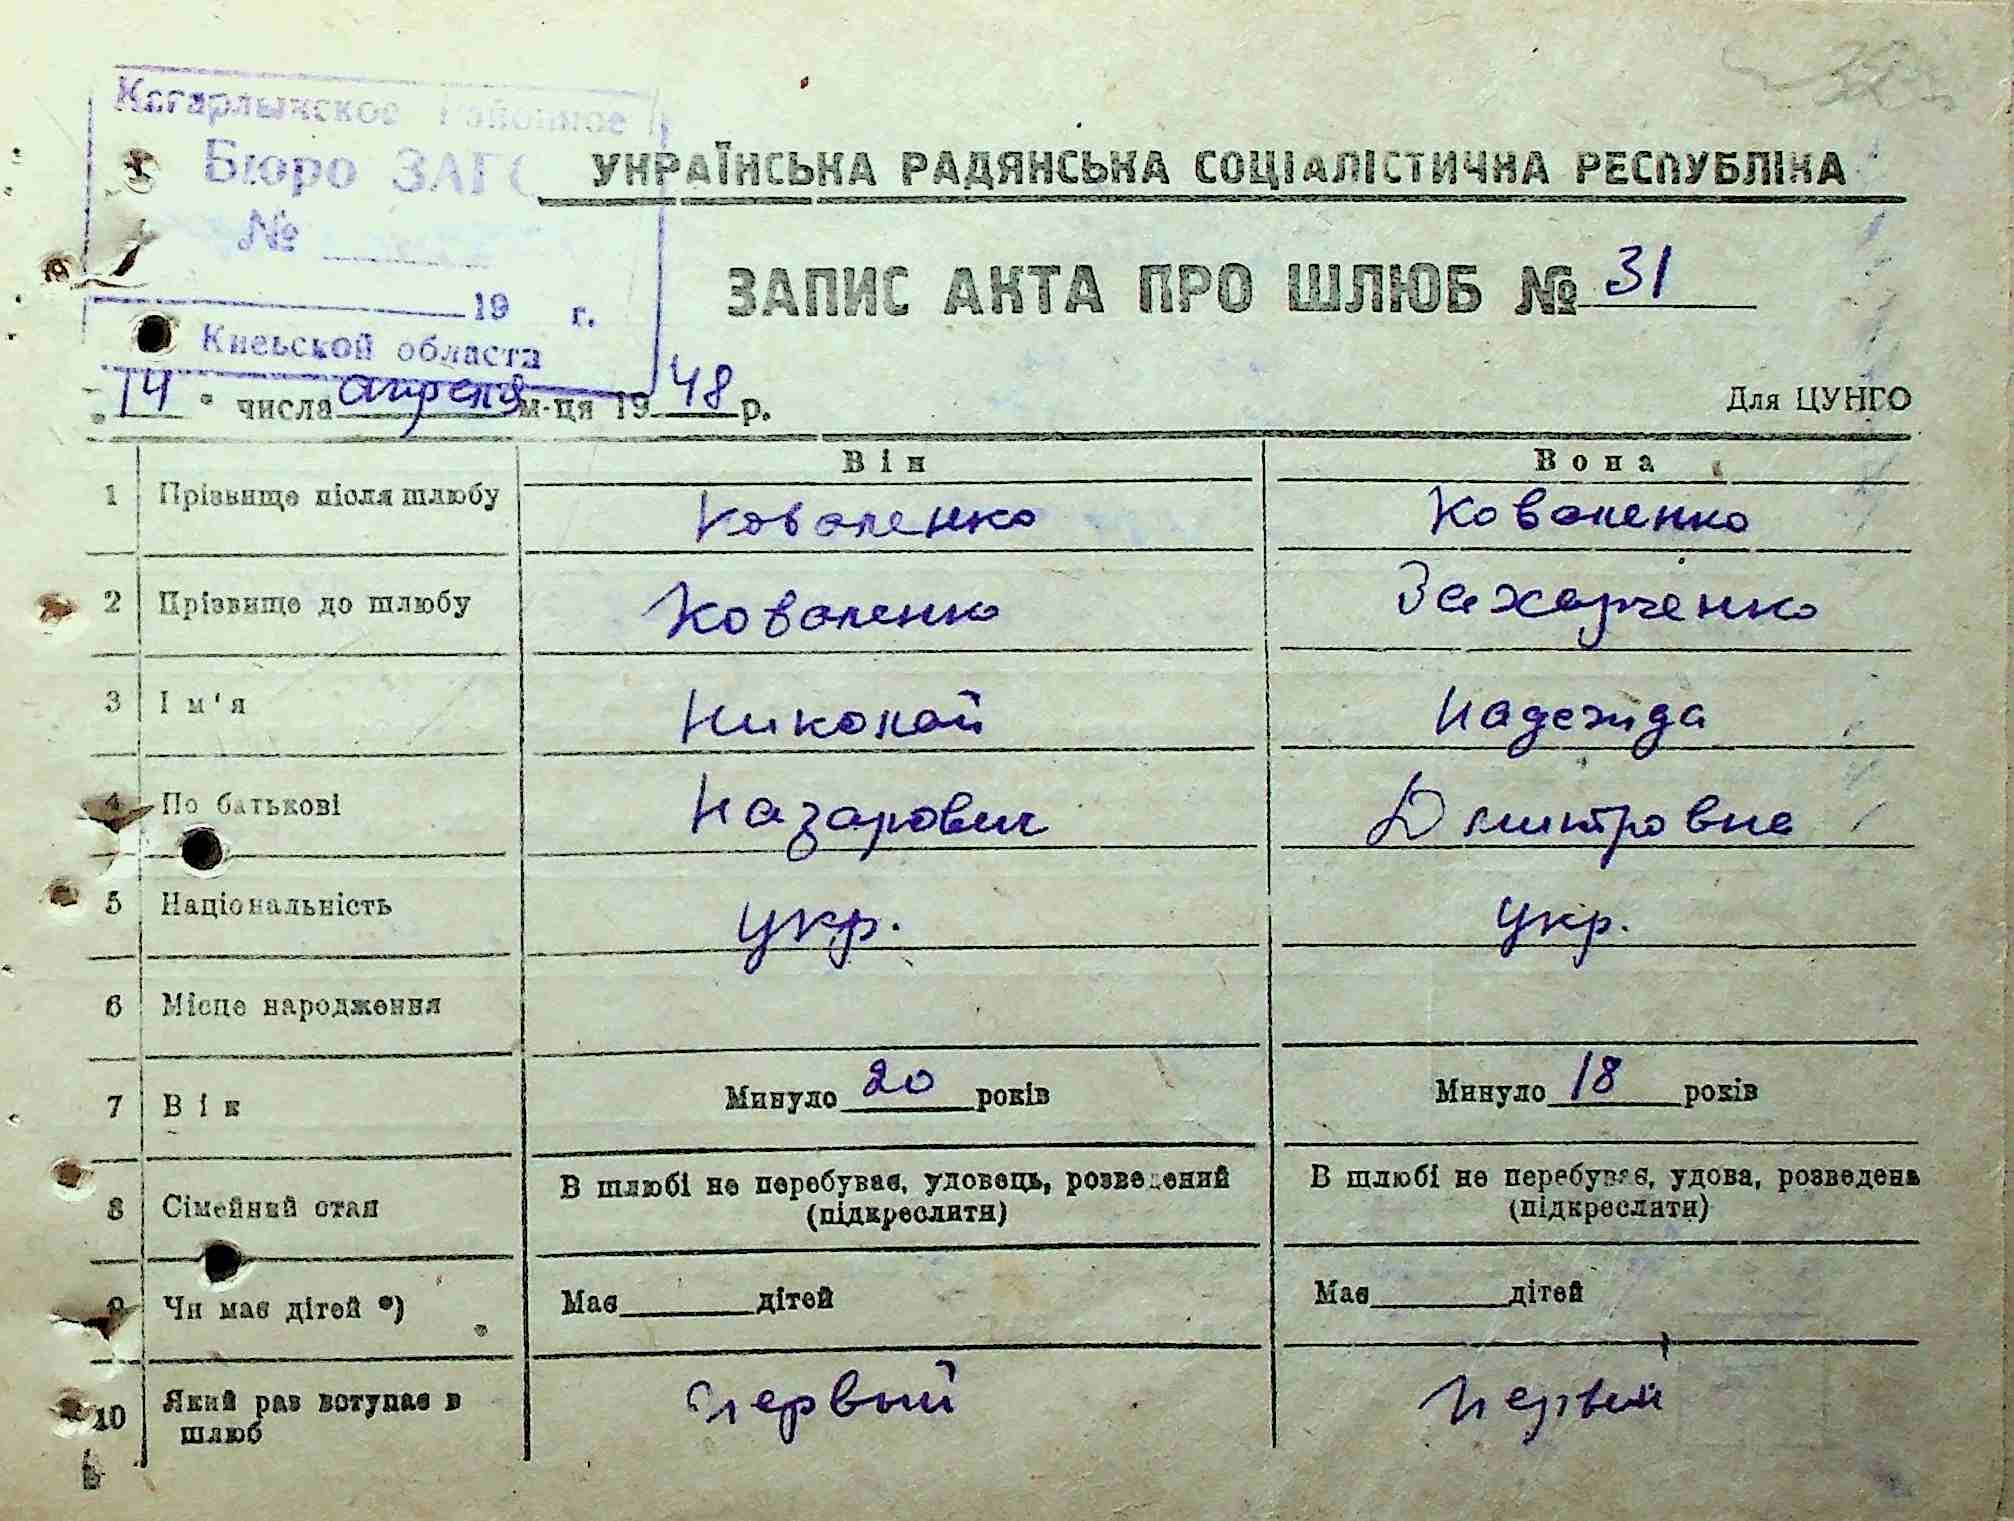 Кагарлыкское Районное
Бюро ЗАГС
№
19 г.
Киевской области
УКРАЇНСЬКА РАДЯНСЬКА СОЦІАЛІСТИЧНА РЕСПУБЛІКА
ЗАПИС АКТА ПРО ШЛЮБ № 31
„14" числа апреля м-ця 1948 р.
Для ЦУНГО
Він Вона
1 Прізвище після шлюбу Коваленко Коваленко
2 Прізвище до шлюбу Коваленко Захарченко
3 Ім'я Николай Надежда
4 По батькові Назарович Дмитровна
5 Національність укр. укр.
6 Місце народження
7 Вік Минуло 20 років Минуло 18 років
8 Сімейний стан В шлюбі не перебуває, удовець, розведений (підкреслити) В шлюбі не перебуває, удова, розведена (підкреслити)
9 Чи має дітей *) Має дітей Має дітей
10 Який раз вступає в шлюб первый первый